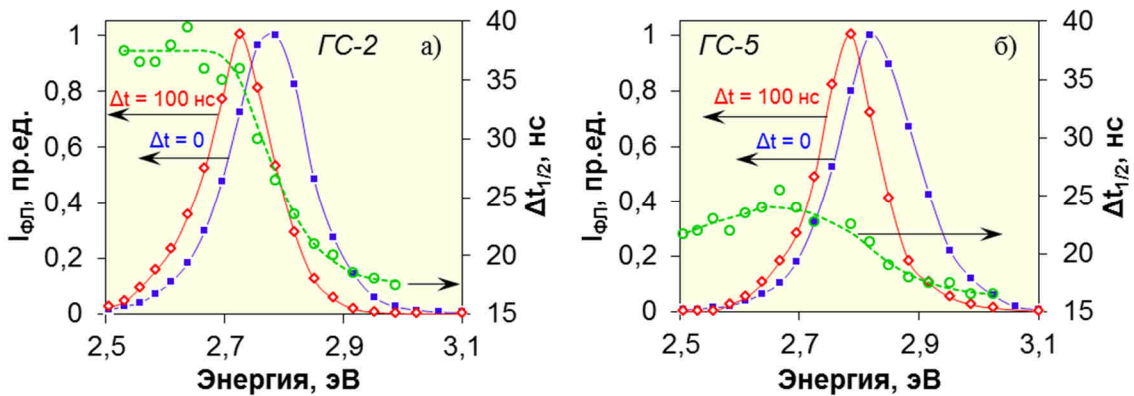 ГС-2 а)
Δt = 100 нс
Δt = 0
I ФЛ, пр.ед.
0
0,2
0,4
0,6
0,8
1
Δt1/2, нс
15
20
25
30
35
40
2,5 2,7 2,9 3,1
Энергия, эВ
ГС-5 б)
Δt = 100 нс
Δt = 0
I ФЛ, пр.ед.
0
0,2
0,4
0,6
0,8
1
Δt1/2, нс
15
20
25
30
35
40
2,5 2,7 2,9 3,1
Энергия, эВ